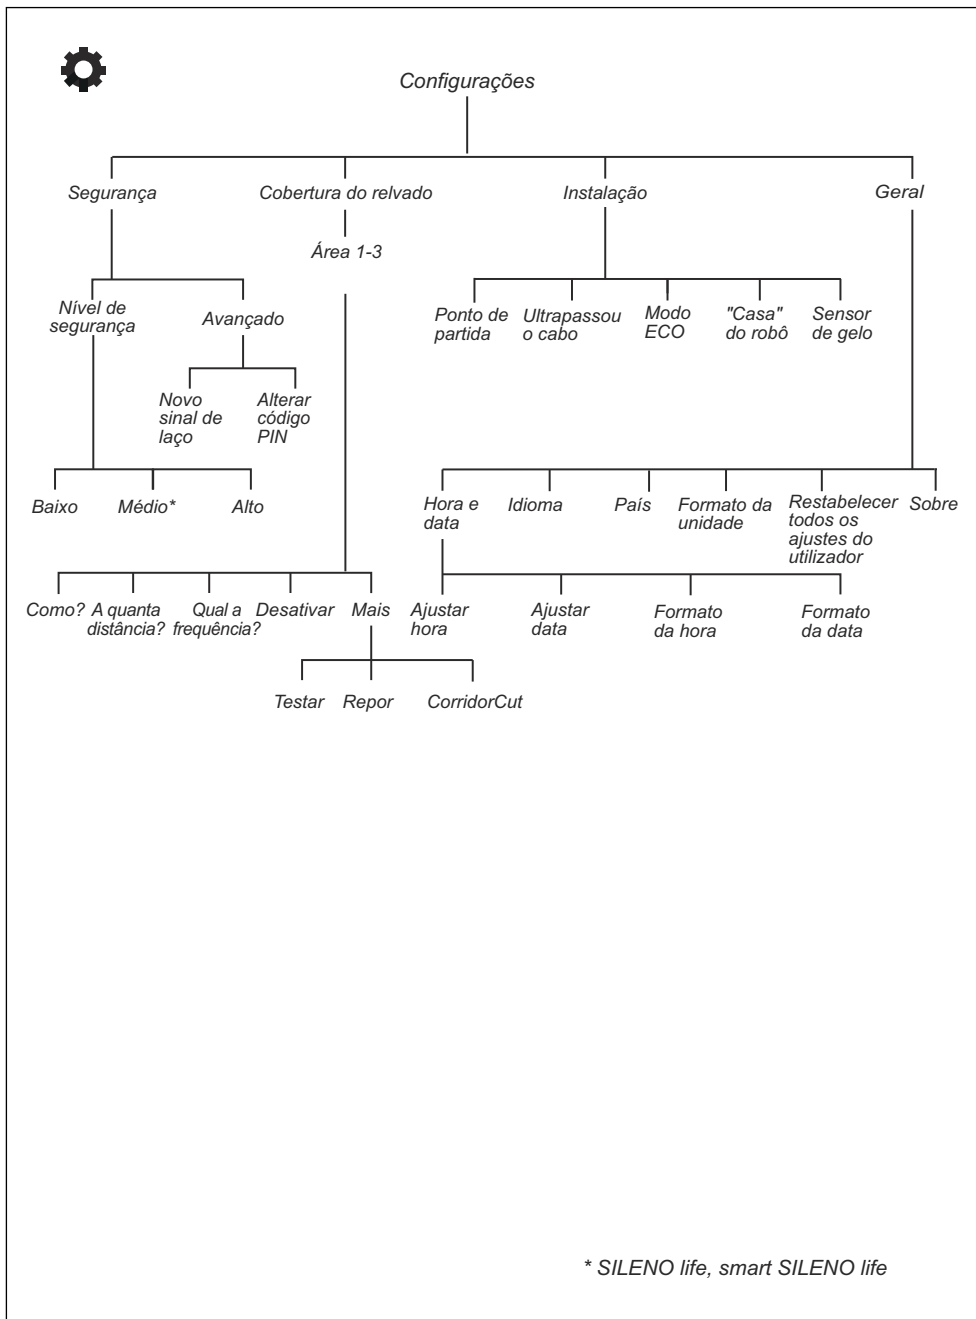 Configurações
Segurança
Cobertura do relvado
Instalação
Geral
Área 1-3
Nível de
segurança
Avançado
Ponto de
partida
Ultrapassou
o cabo
Modo
ECO
"Casa"
do robô
Sensor
de gelo
Novo
sinal de
laço
Alterar
código
PIN
Baixo
Médio*
Alto
Hora e
data
Idioma
País
Formato da
unidade
Restabelecer
todos os
ajustes do
utilizador
Sobre
Como?
A quanta
distância?
Qual a
frequência?
Desativar
Mais
Ajustar
hora
Ajustar
data
Formato
da hora
Formato
da data
Testar
Repor
CorridorCut
* SILENO life, smart SILENO life